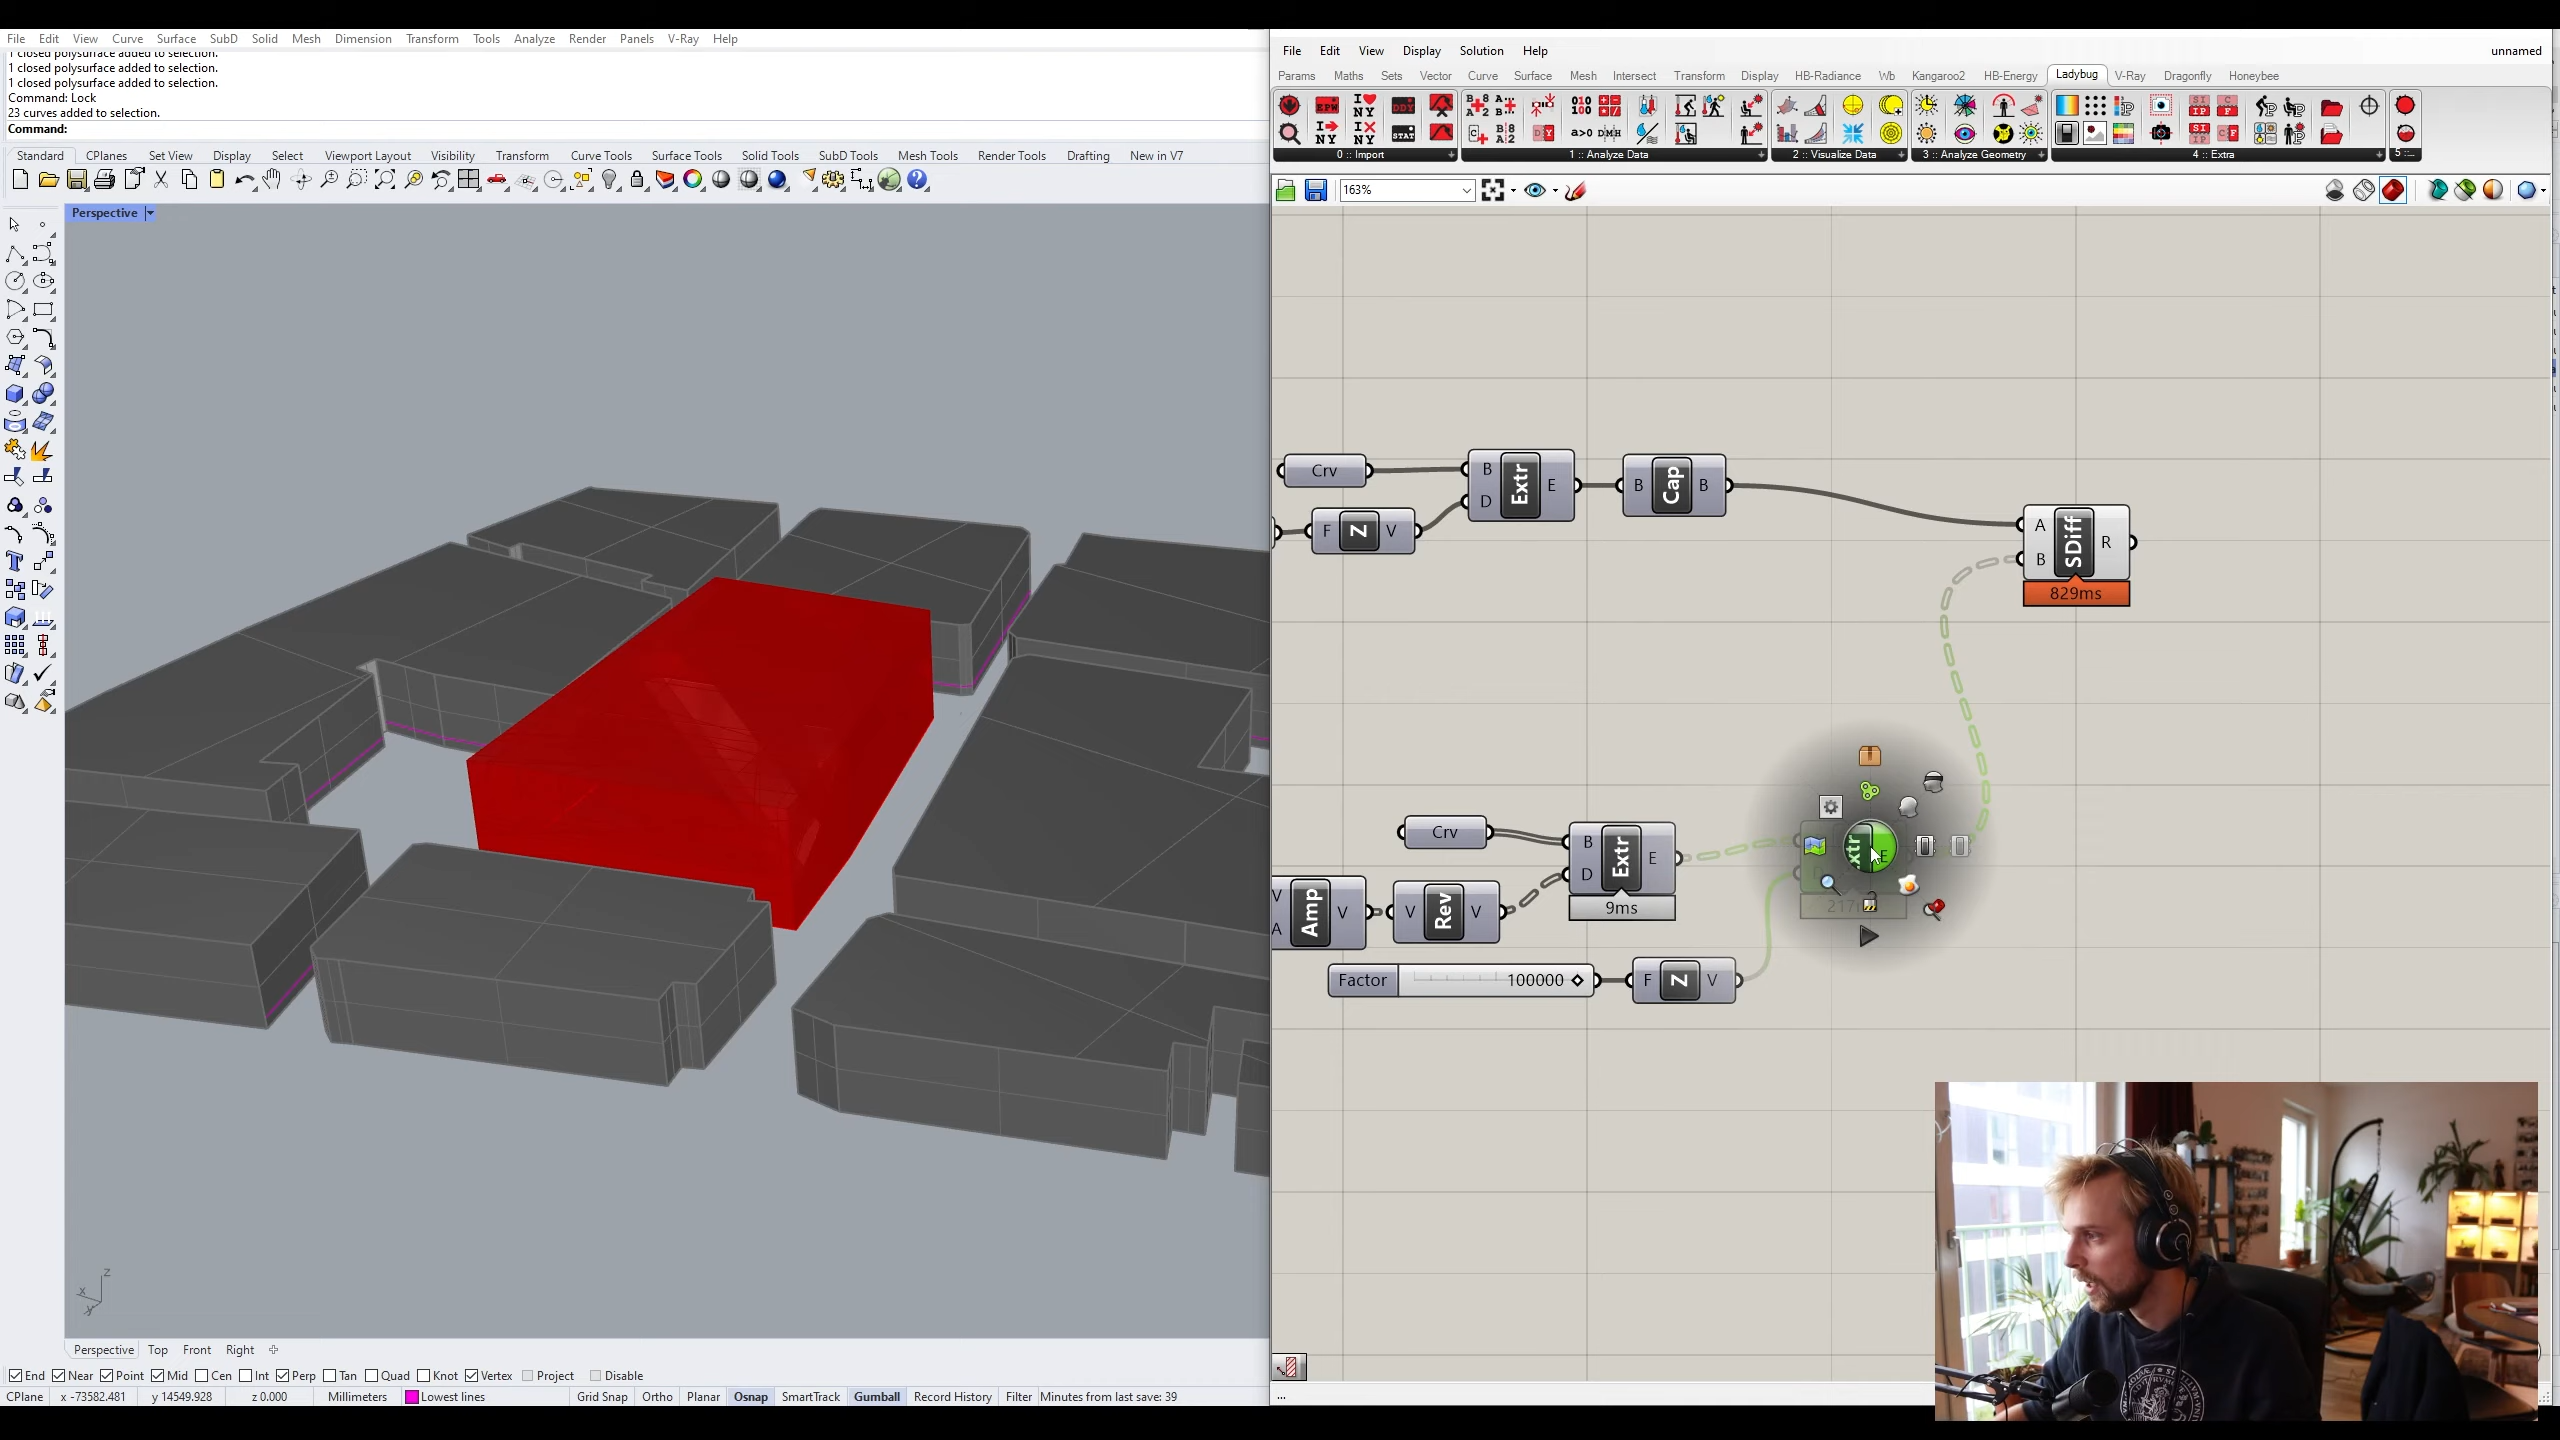 File Edit View Curve Surface SubD Solid Mesh Dimension Transform Tools Analyze Render Panels V-Ray Help
1 closed polysurface added to selection.
1 closed polysurface added to selection.
1 closed polysurface added to selection.
Command: Lock
23 curves added to selection.
Command:
Standard CPlanes Set View Display Select Viewport Layout Visibility Transform Curve Tools Surface Tools Solid Tools SubD Tools Mesh Tools Render Tools Drafting New in V7
Perspective
File Edit View Display Solution Help unnamed
Params Maths Sets Vector Curve Surface Mesh Intersect Transform Display HB-Radiance Wb Kangaroo2 HB-Energy Ladybug V-Ray Dragonfly Honeybee
0 :: Import 1 :: Analyze Data 2 :: Visualize Data 3 :: Analyze Geometry 4 :: Extra 5 ::...
163%
Crv
B D Extr E
B Cap B
F Z V
A B SDiff R
829ms
Crv
B D Extr E
9ms
V A Amp V
V Rev V
Factor 100000
F Z V
z
x
y
Perspective Top Front Right
End Near Point Mid Cen Int Perp Tan Quad Knot Vertex Project Disable
CPlane x -73582.481 y 14549.928 z 0.000 Millimeters Lowest lines Grid Snap Ortho Planar Osnap SmartTrack Gumball Record History Filter Minutes from last save: 39
...